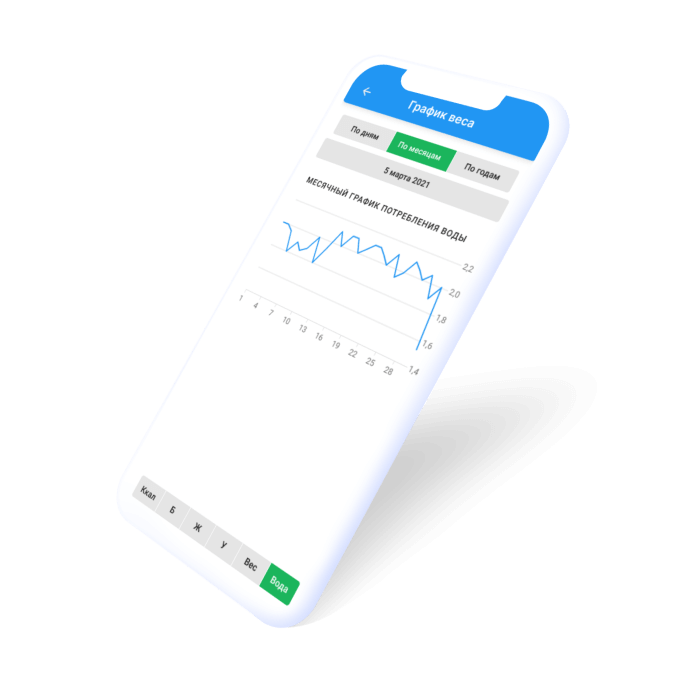 График веса
По дням По месяцам По годам
5 марта 2021
МЕСЯЧНЫЙ ГРАФИК ПОТРЕБЛЕНИЯ ВОДЫ
2,2
2,0
1,8
1,6
1,4
1 4 7 10 13 16 19 22 25 28
Ккал Б Ж У Вес Вода